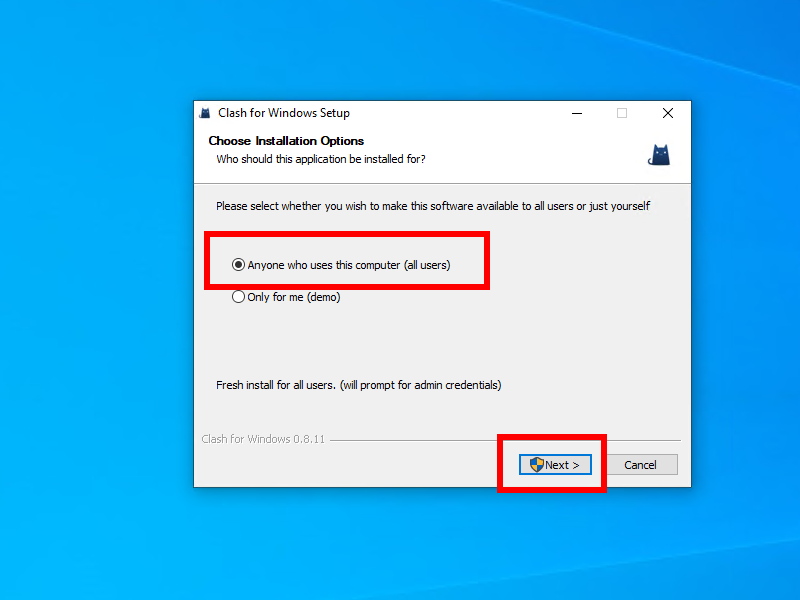 Clash for Windows Setup
Choose Installation Options
Who should this application be installed for?
Please select whether you wish to make this software available to all users or just yourself
Anyone who uses this computer (all users)
Only for me (demo)
Fresh install for all users. (will prompt for admin credentials)
Clash for Windows 0.8.11
Next >
Cancel